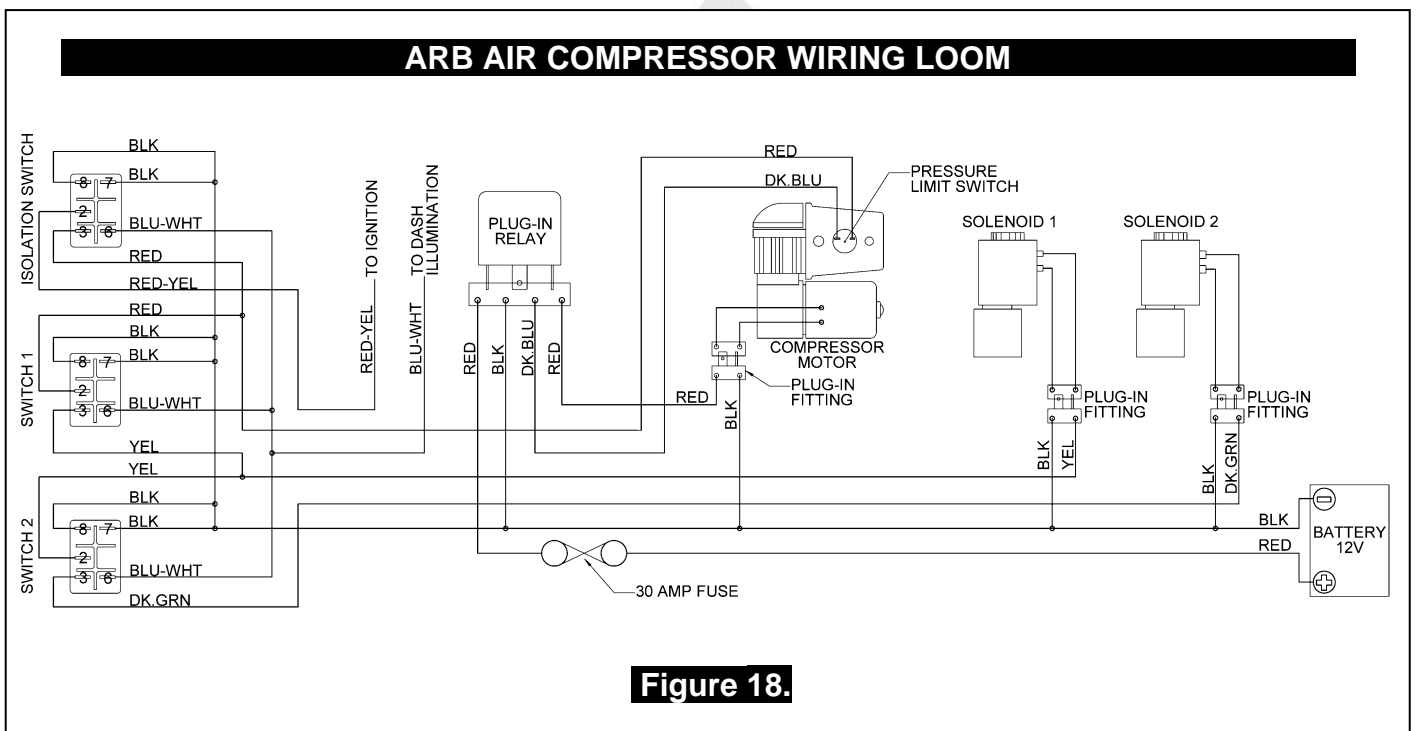 ARB AIR COMPRESSOR WIRING LOOM
ISOLATION SWITCH
BLK
BLK
8 7
2
BLU-WHT
3 6
RED
RED-YEL
SWITCH 1
RED
BLK
BLK
8 7
2
BLU-WHT
3 6
YEL
SWITCH 2
YEL
BLK
BLK
8 7
2
BLU-WHT
3 6
DK.GRN
RED-YEL
TO IGNITION
BLU-WHT
TO DASH
ILLUMINATION
PLUG-IN
RELAY
RED
BLK
DK.BLU
RED
RED
DK.BLU
PRESSURE
LIMIT SWITCH
COMPRESSOR
MOTOR
PLUG-IN
FITTING
RED
BLK
SOLENOID 1
PLUG-IN
FITTING
BLK
YEL
SOLENOID 2
PLUG-IN
FITTING
BLK
DK.GRN
BLK
RED
BATTERY
12V
30 AMP FUSE
Figure 18.